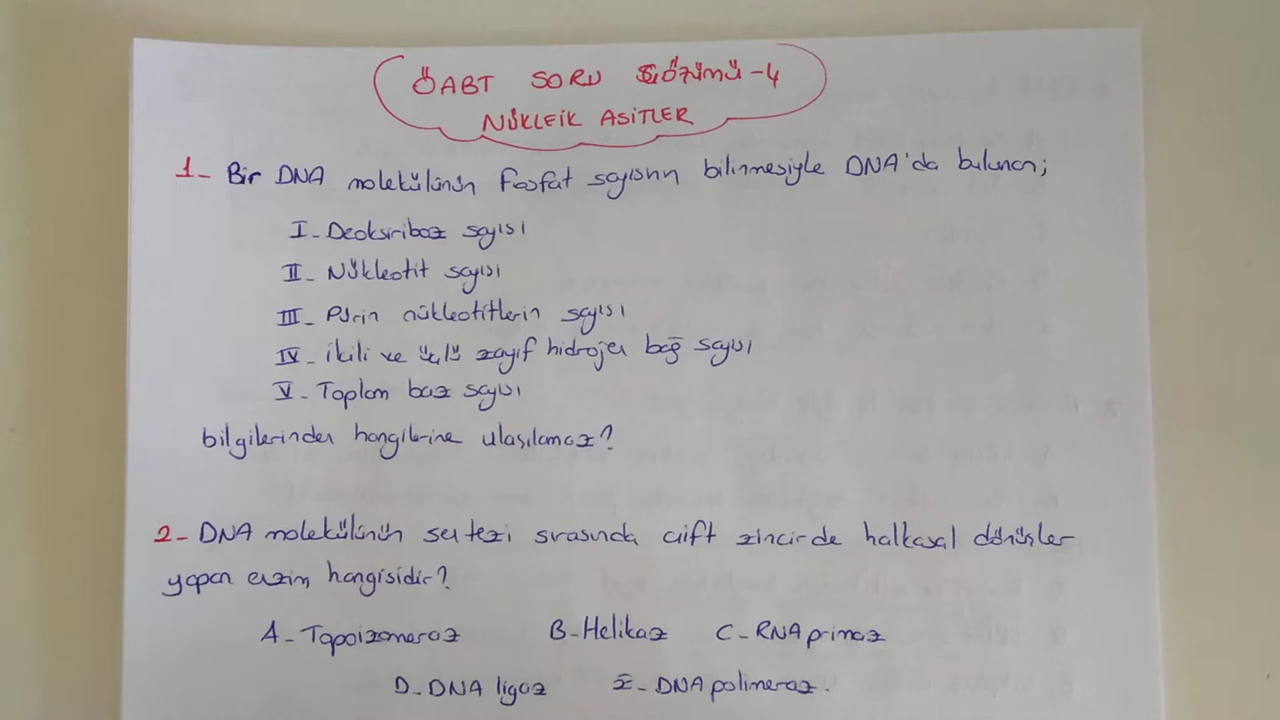 ÖABT SORU ÇÖZÜMÜ-4
NÜKLEİK ASİTLER
1- Bir DNA molekülünün fosfat sayısının bilinmesiyle DNA'da bulunan;
I- Deoksiriboz sayısı
II- Nükleotit sayısı
III- Pürin nükleotitlerin sayısı
IV- ikili ve üçlü zayıf hidrojen bağ sayısı
V- Toplam baz sayısı
bilgilerinden hangilerine ulaşılamaz?
2- DNA molekülünün sentezi sırasında çift zincirde halkasal dönüşler
yapan enzim hangisidir?
A- Topoizomeraz B- Helikaz C- RNA primaz
D- DNA ligaz E- DNA polimeraz.